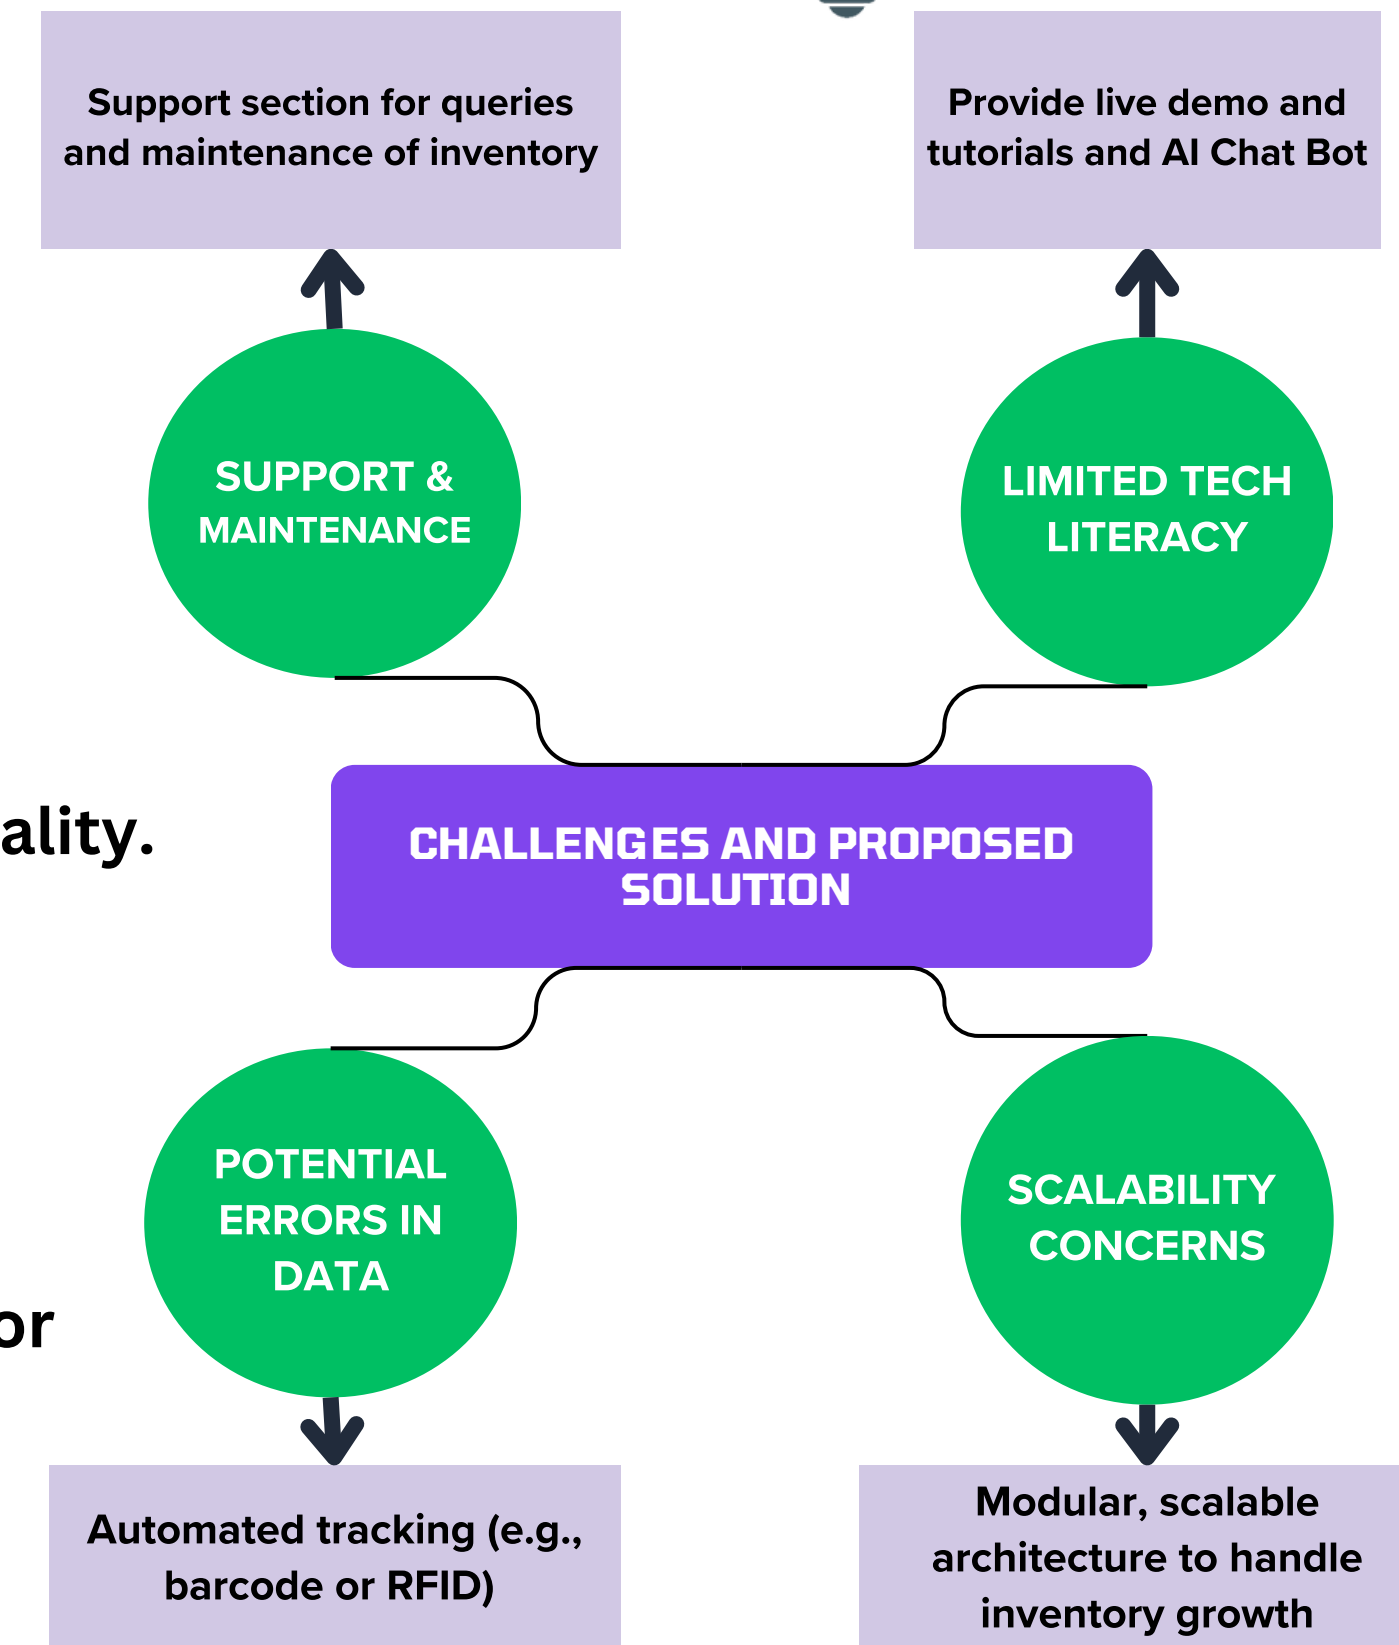 Support section for queries
and maintenance of inventory
Provide live demo and
tutorials and AI Chat Bot
SUPPORT &
MAINTENANCE
LIMITED TECH
LITERACY
ality.
CHALLENGES AND PROPOSED
SOLUTION
POTENTIAL
ERRORS IN
DATA
SCALABILITY
CONCERNS
or
Automated tracking (e.g.,
barcode or RFID)
Modular, scalable
architecture to handle
inventory growth